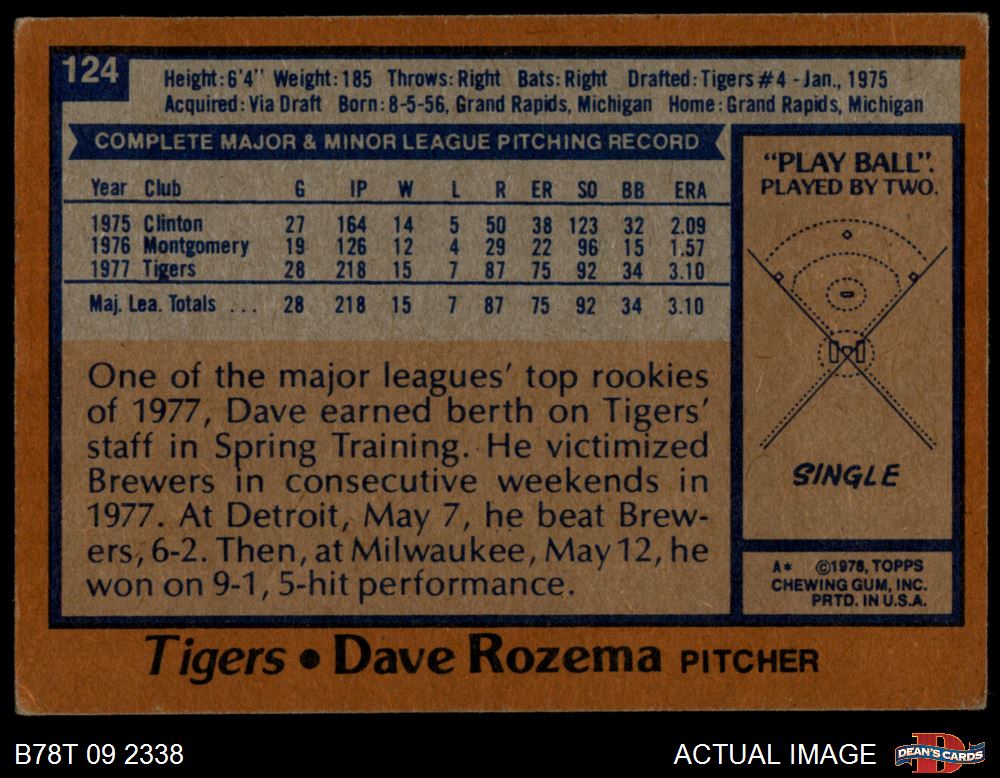 124
Height: 6'4" Weight: 185 Throws: Right Bats: Right Drafted: Tigers #4 - Jan., 1975
Acquired: Via Draft Born: 8-5-56, Grand Rapids, Michigan Home: Grand Rapids, Michigan
COMPLETE MAJOR & MINOR LEAGUE PITCHING RECORD
Year Club G IP W L R ER SO BB ERA
1975 Clinton 27 164 14 5 50 38 123 32 2.09
1976 Montgomery 19 126 12 4 29 22 96 15 1.57
1977 Tigers 28 218 15 7 87 75 92 34 3.10
Maj. Lea. Totals ... 28 218 15 7 87 75 92 34 3.10
One of the major leagues' top rookies
of 1977, Dave earned berth on Tigers'
staff in Spring Training. He victimized
Brewers in consecutive weekends in
1977. At Detroit, May 7, he beat Brew-
ers, 6-2. Then, at Milwaukee, May 12, he
won on 9-1, 5-hit performance.
"PLAY BALL".
PLAYED BY TWO.
SINGLE
A* ©1978, TOPPS
CHEWING GUM, INC.
PRTD. IN U.S.A.
Tigers • Dave Rozema PITCHER
B78T 09 2338
ACTUAL IMAGE
DEAN'S CARDS